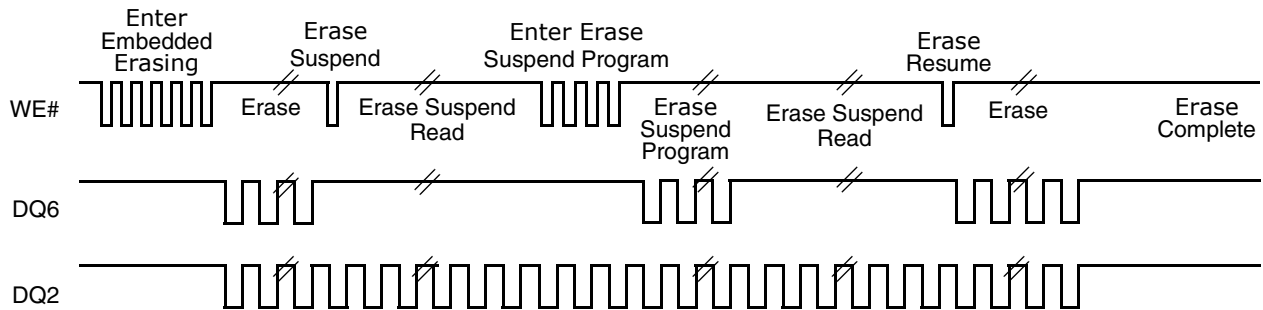 Enter
Embedded
Erasing
Erase
Suspend
Enter Erase
Suspend Program
Erase
Resume
WE#
Erase
Erase Suspend
Read
Erase
Suspend
Program
Erase Suspend
Read
Erase
Erase
Complete
DQ6
DQ2